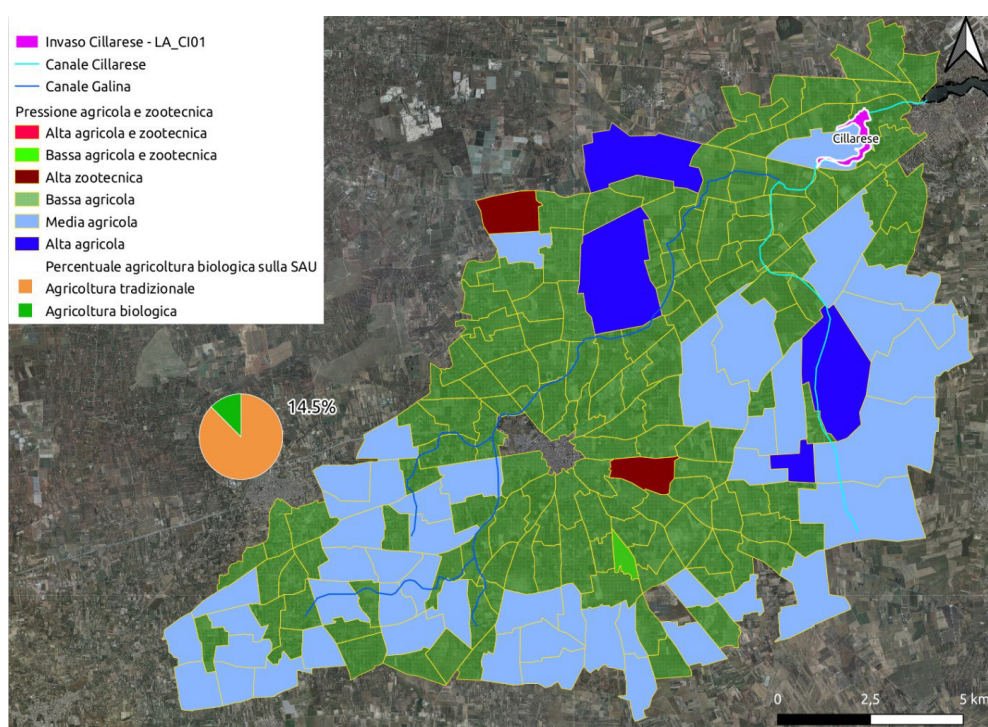 Invaso Cillarese - LA_CI01
Canale Cillarese
Canale Galina
Pressione agricola e zootecnica
Alta agricola e zootecnica
Bassa agricola e zootecnica
Alta zootecnica
Bassa agricola
Media agricola
Alta agricola
Percentuale agricoltura biologica sulla SAU
Agricoltura tradizionale
Agricoltura biologica
Cillarese
14.5%
0 2,5 5 km